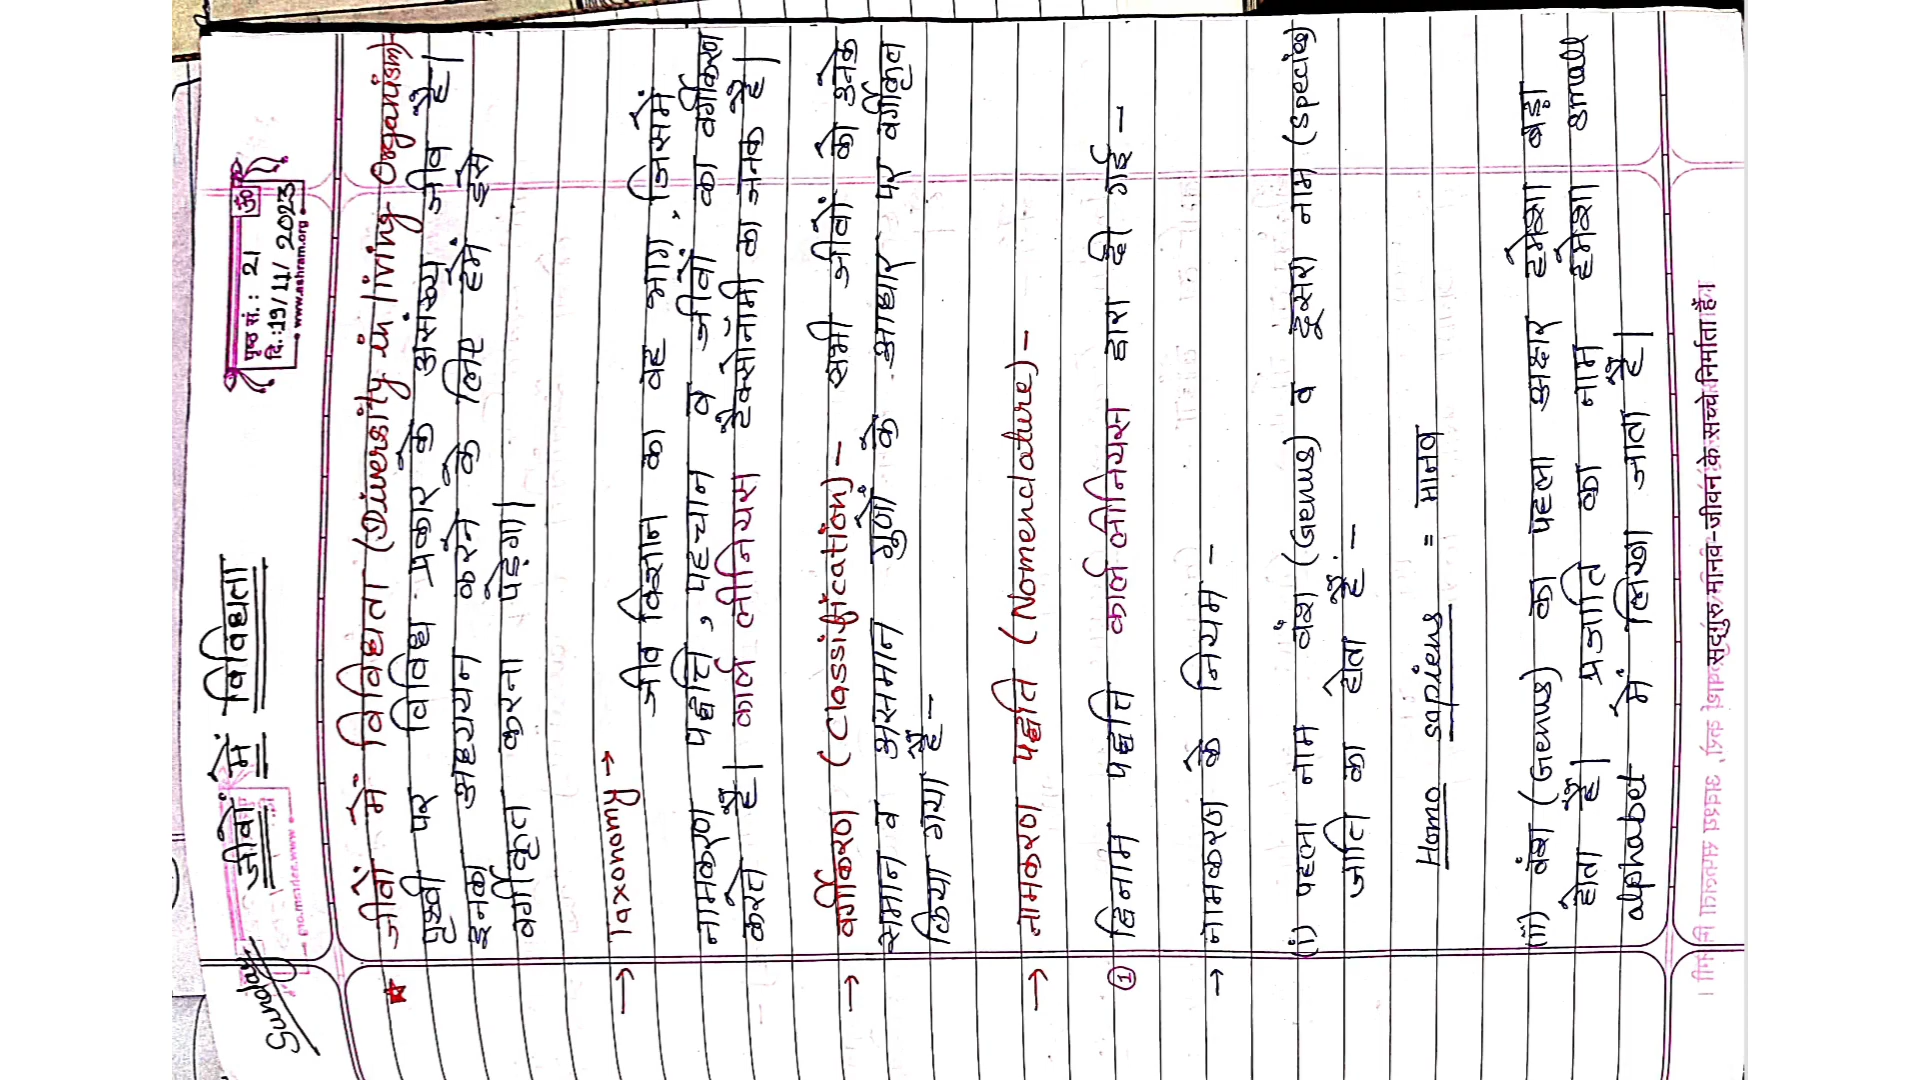 Sunday
जीवों में विविधता
पृष्ठ सं.: 21
दि.:19/11/2023
www.ashram.org
★ जीवों में विविधता (Diversity in living Organism)
पृथ्वी पर विविध प्रकार के असंख्य जीव है।
इनका अध्ययन करने के लिए हमें इस
वर्गीकृत करना पड़ेगा।
→ Taxonomy →
जीव विज्ञान का वह भाग, जिसमें
नामकरण पद्धति, पहचान व जीवों का वर्गीकरण
करते हैं। कार्ल लीनियस टेक्सोनॉमी का जनक है।
→ वर्गीकरण (Classification) – सभी जीवों को उनके
समान व असमान गुणों के आधार पर वर्गीकृत
किया गया हैं –
→ नामकरण पद्धति (Nomenclature) –
① द्विनाम पद्धति कार्ल लीनियस द्वारा दी गई –
→ नामकरण के नियम –
(i) पहला नाम वंश (Genus) व दूसरा नाम (Species)
जाति का होता हैं. –
Homo sapiens = मानव
(ii) वंश (Genus) का पहला अक्षर हमेशा बड़ा
होता हैं। प्रजाति का नाम हमेशा small
alphabet में लिखा जाता हैं।
सद्गुरु मानव-जीवन के सच्चे निर्माता हैं।